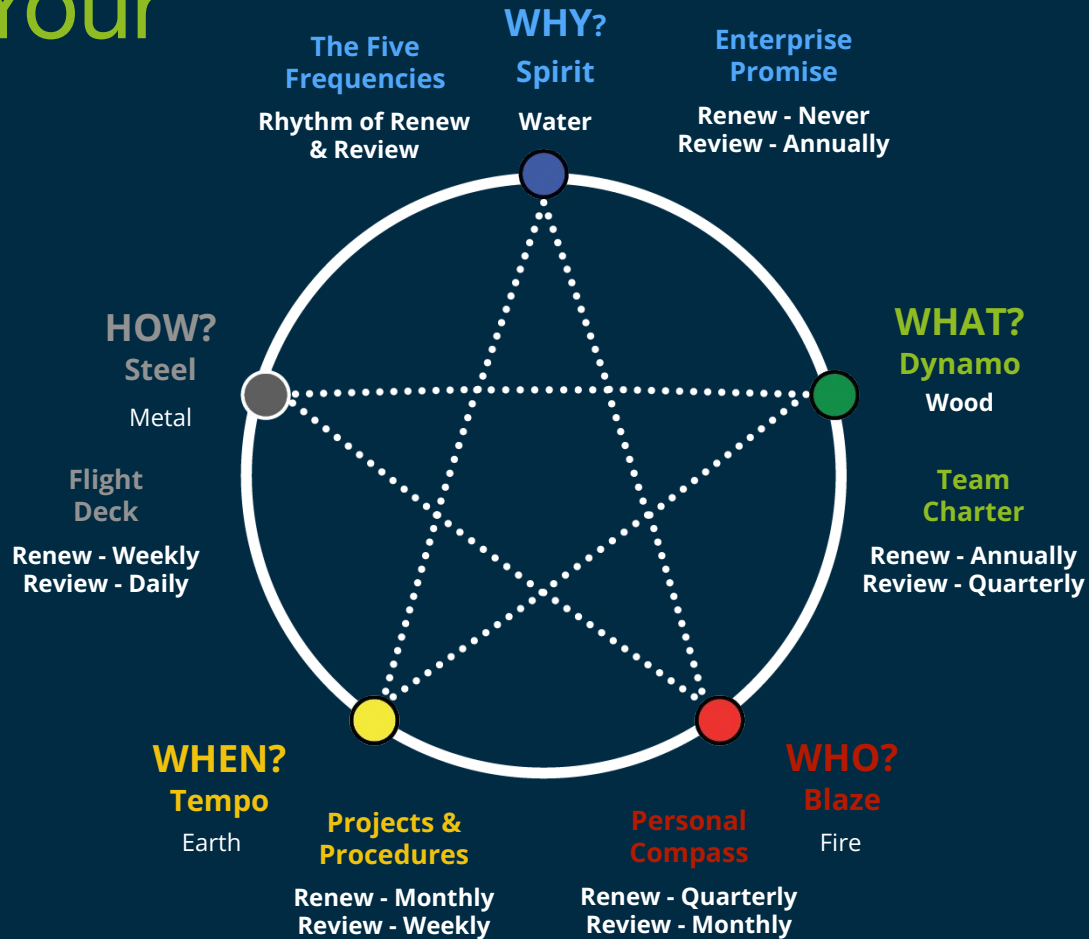 Your
The Five
Frequencies
Rhythm of Renew
& Review
WHY?
Spirit
Water
Enterprise
Promise
Renew - Never
Review - Annually
HOW?
Steel
Metal
Flight
Deck
Renew - Weekly
Review - Daily
WHAT?
Dynamo
Wood
Team
Charter
Renew - Annually
Review - Quarterly
WHEN?
Tempo
Earth
Projects &
Procedures
Renew - Monthly
Review - Weekly
Personal
Compass
Renew - Quarterly
Review - Monthly
WHO?
Blaze
Fire